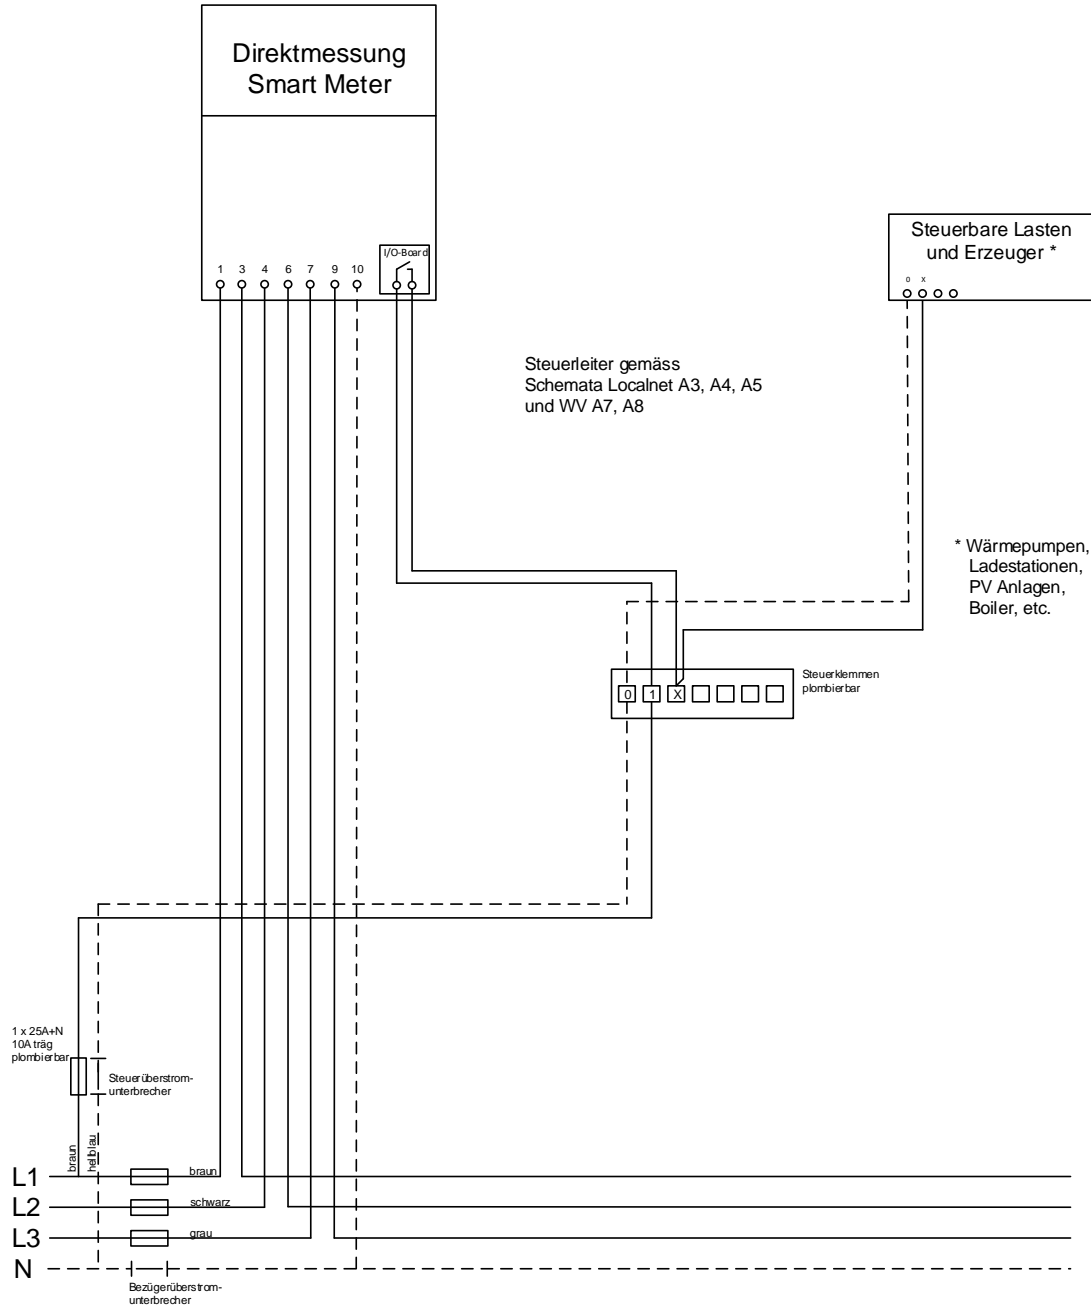 Direktmessung
Smart Meter
I/O-Board
1 3 4 6 7 9 10
Steuerbare Lasten
und Erzeuger *
0 X
Steuerleiter gemäss
Schemata Localnet A3, A4, A5
und WV A7, A8
* Wärmepumpen,
Ladestationen,
PV Anlagen,
Boiler, etc.
Steuerklemmen
plombierbar
0 1 X
1 x 25A+N
10A träg
plombierbar
Steuerüberstrom-
unterbrecher
braun
hellblau
L1
braun
L2
schwarz
L3
grau
N
Bezügerüberstrom-
unterbrecher